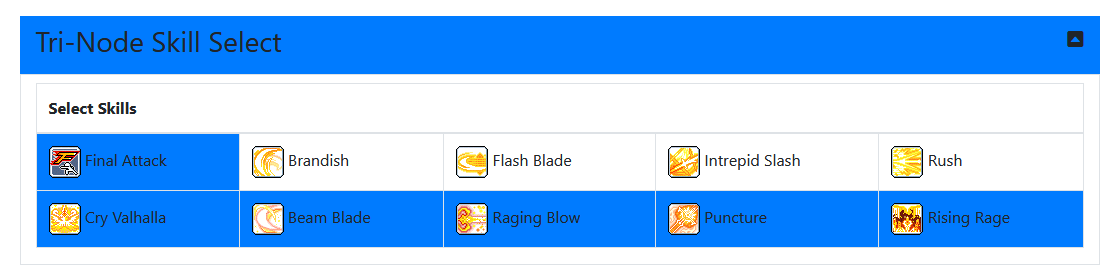 Tri-Node Skill Select
Select Skills
Final Attack Brandish Flash Blade Intrepid Slash Rush
Cry Valhalla Beam Blade Raging Blow Puncture Rising Rage